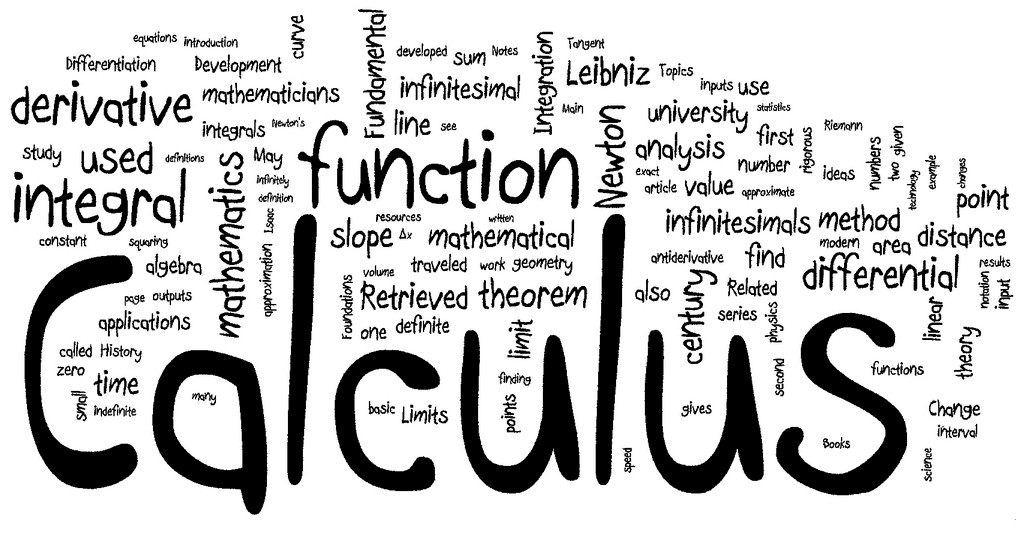 equations
introduction
curve
Fundamental
developed
sum
Notes
Integration
Tangent
Differentiation
Development
Leibniz
Topics
inputs
use
derivative
mathematicians
infinitesimal
Main
Newton
university
statistics
integrals
Newton's
line
see
first
rigorous
Riemann
numbers
two
given
study
used
definitions
mathematics
May
function
analysis
number
ideas
technology
example
changes
infinitely
exact
article
value
approximate
integral
definition
Isaac
point
resources
written
infinitesimals
method
constant
squaring
slope
Δx
mathematical
modern
area
distance
algebra
approximation
volume
traveled
work
geometry
antiderivative
find
differential
results
page
outputs
Foundations
Retrieved
theorem
also
century
Related
notation
input
applications
one
definite
limit
series
physics
linear
theory
called
History
zero
time
finding
second
functions
small
indefinite
many
basic
Limits
points
gives
Change
interval
Books
speed
science
Calculus